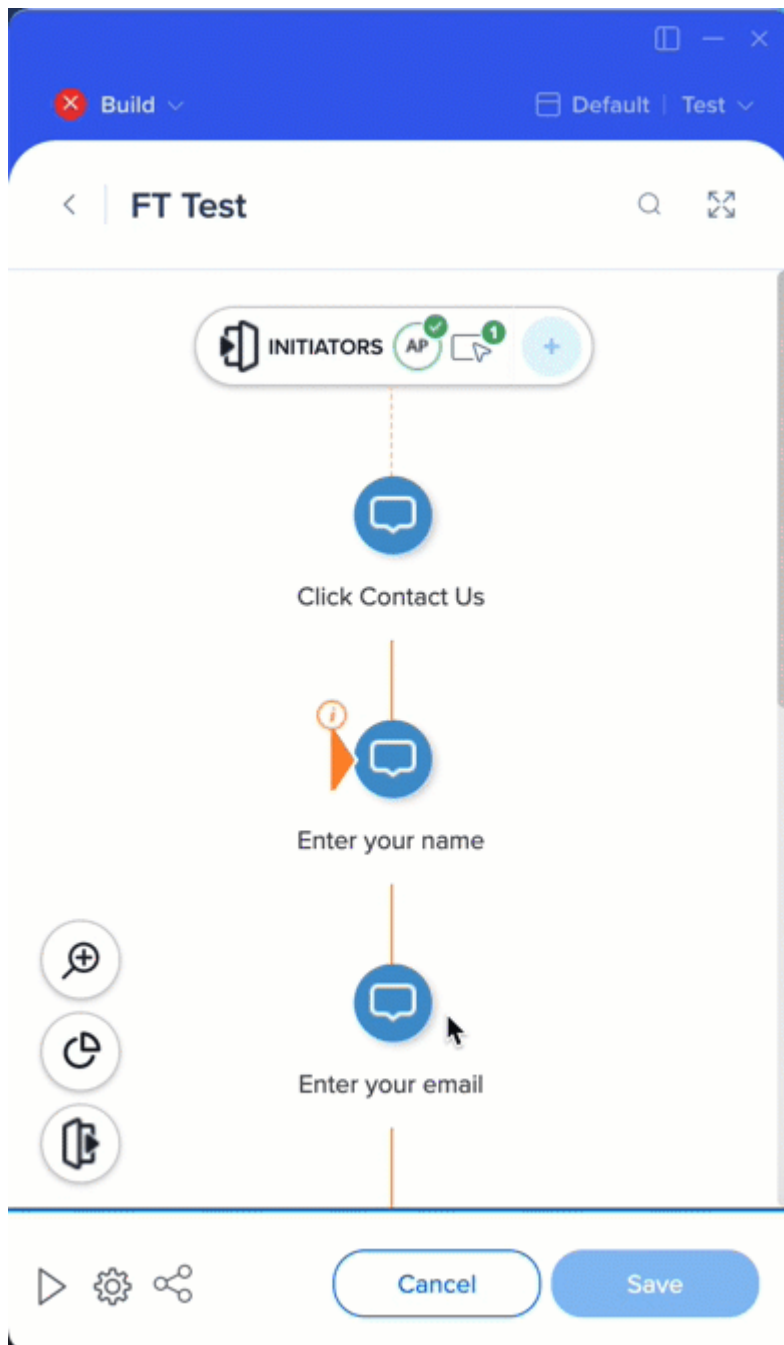 Build
Default | Test
FT Test
INITIATORS AP 1
Click Contact Us
i
Enter your name
Enter your email
Cancel
Save